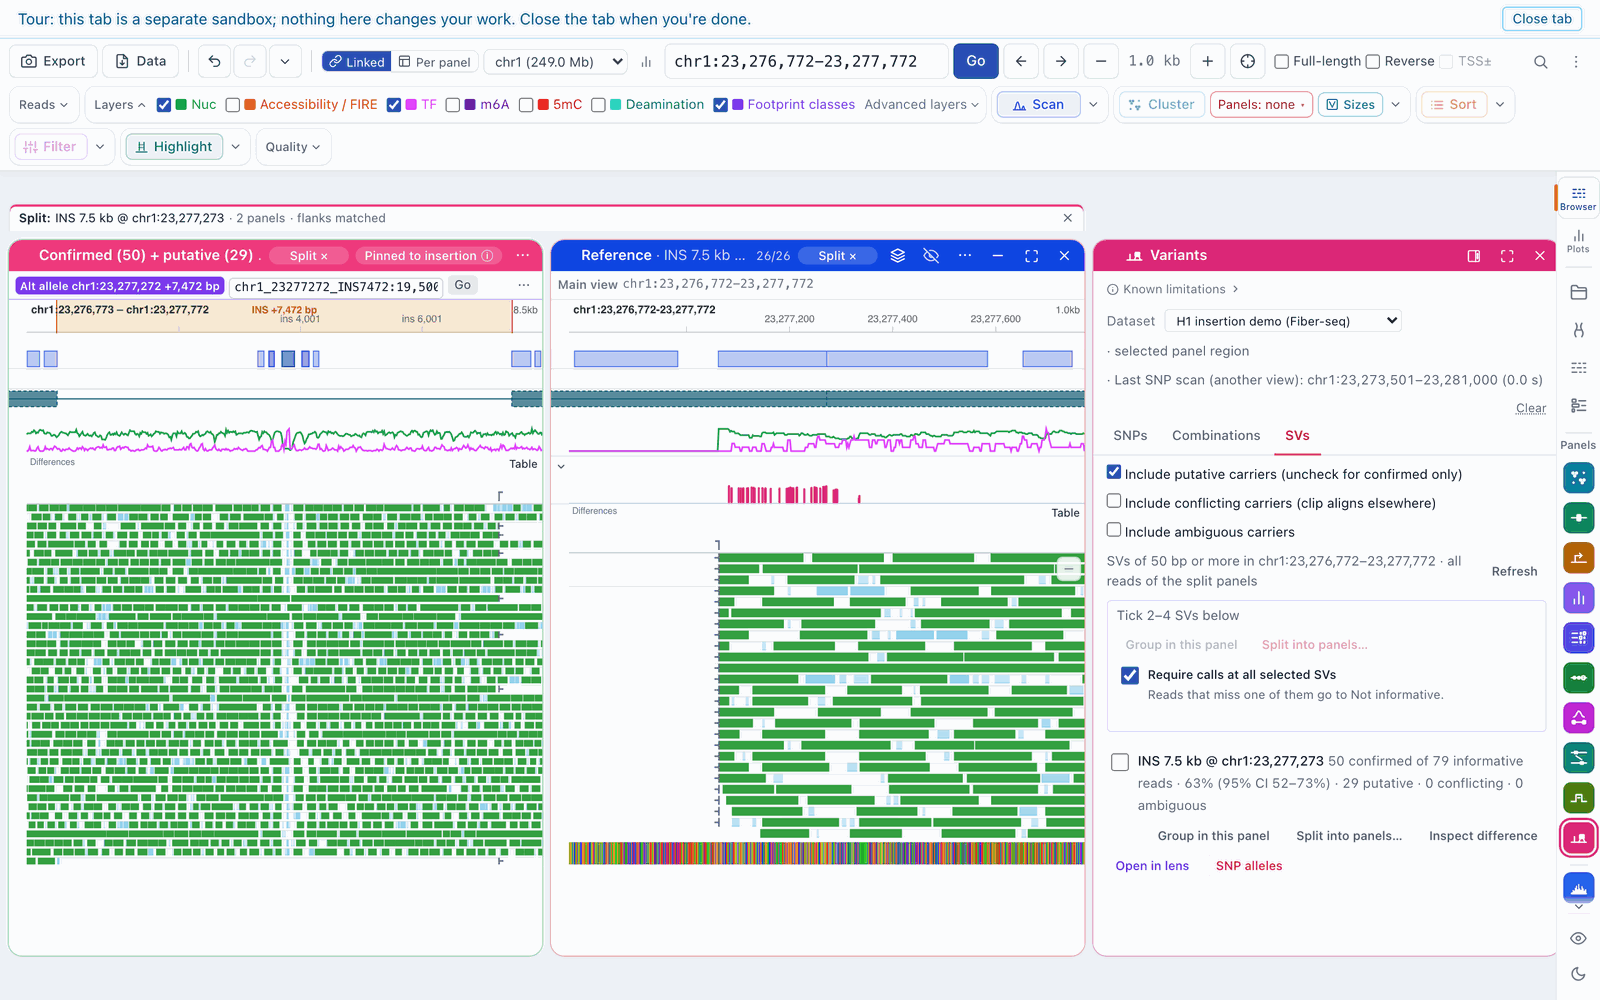 Tour: this tab is a separate sandbox; nothing here changes your work. Close the tab when you're done.
Close tab
Export
Data
Linked
Per panel
chr1 (249.0 Mb)
chr1:23,276,772–23,277,772
Go
1.0 kb
Full-length
Reverse
TSS±
Reads
Layers
Nuc
Accessibility / FIRE
TF
m6A
5mC
Deamination
Footprint classes
Advanced layers
Scan
Cluster
Panels: none
Sizes
Sort
Filter
Highlight
Quality
Split: INS 7.5 kb @ chr1:23,277,273 · 2 panels · flanks matched
Confirmed (50) + putative (29) .
Split ×
Pinned to insertion
Alt allele chr1:23,277,272 +7,472 bp
Go
chr1:23,276,773 – chr1:23,277,772
INS +7,472 bp
8.5kb
ins 4,001
ins 6,001
Differences
Table
Reference · INS 7.5 kb ...
26/26
Split ×
Main view chr1:23,276,772–23,277,772
chr1:23,276,772-23,277,772
1.0kb
23,277,200
23,277,400
23,277,600
Differences
Table
Variants
Known limitations
Dataset
H1 insertion demo (Fiber-seq)
· selected panel region
· Last SNP scan (another view): chr1:23,273,501–23,281,000 (0.0 s)
Clear
SNPs
Combinations
SVs
Include putative carriers (uncheck for confirmed only)
Include conflicting carriers (clip aligns elsewhere)
Include ambiguous carriers
SVs of 50 bp or more in chr1:23,276,772–23,277,772 · all
reads of the split panels
Refresh
Tick 2–4 SVs below
Group in this panel
Split into panels...
Require calls at all selected SVs
Reads that miss one of them go to Not informative.
INS 7.5 kb @ chr1:23,277,273 50 confirmed of 79 informative
reads · 63% (95% CI 52–73%) · 29 putative · 0 conflicting · 0
ambiguous
Group in this panel
Split into panels...
Inspect difference
Open in lens
SNP alleles
Browser
Plots
Panels